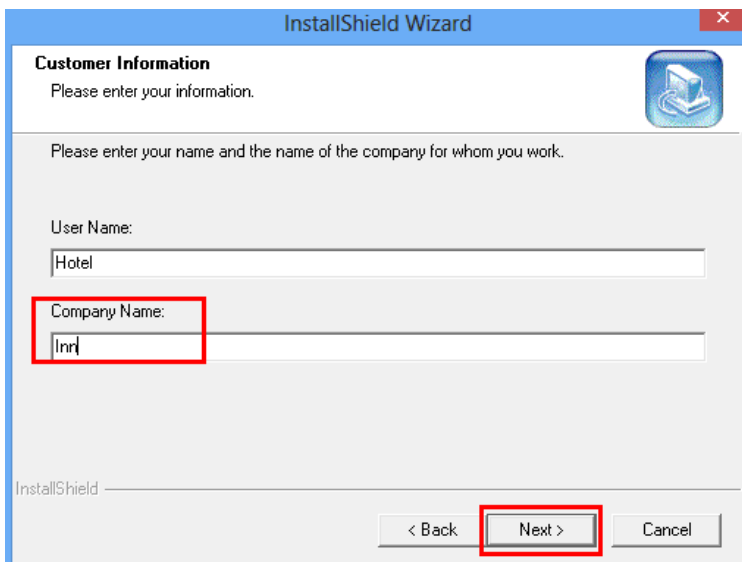 InstallShield Wizard
Customer Information
Please enter your information.
Please enter your name and the name of the company for whom you work.
User Name:
Hotel
Company Name:
Inn
InstallShield
< Back Next > Cancel